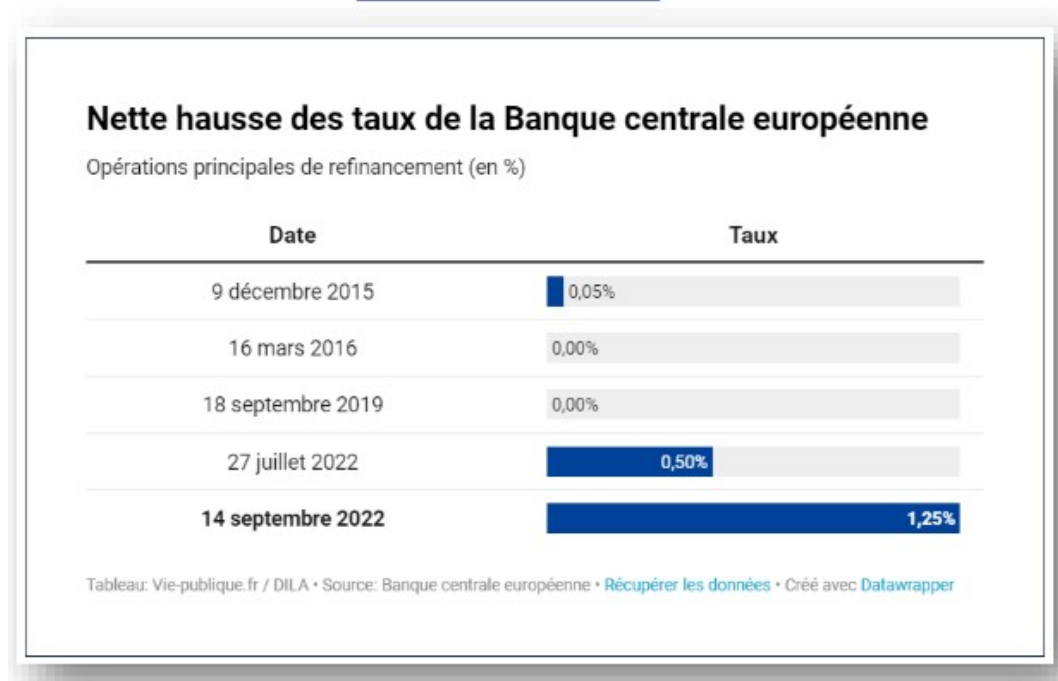 Nette hausse des taux de la Banque centrale européenne
Opérations principales de refinancement (en %)
Date Taux
9 décembre 2015 0,05%
16 mars 2016 0,00%
18 septembre 2019 0,00%
27 juillet 2022 0,50%
14 septembre 2022 1,25%
Tableau: Vie-publique.fr / DILA • Source: Banque centrale européenne • Récupérer les données • Créé avec Datawrapper